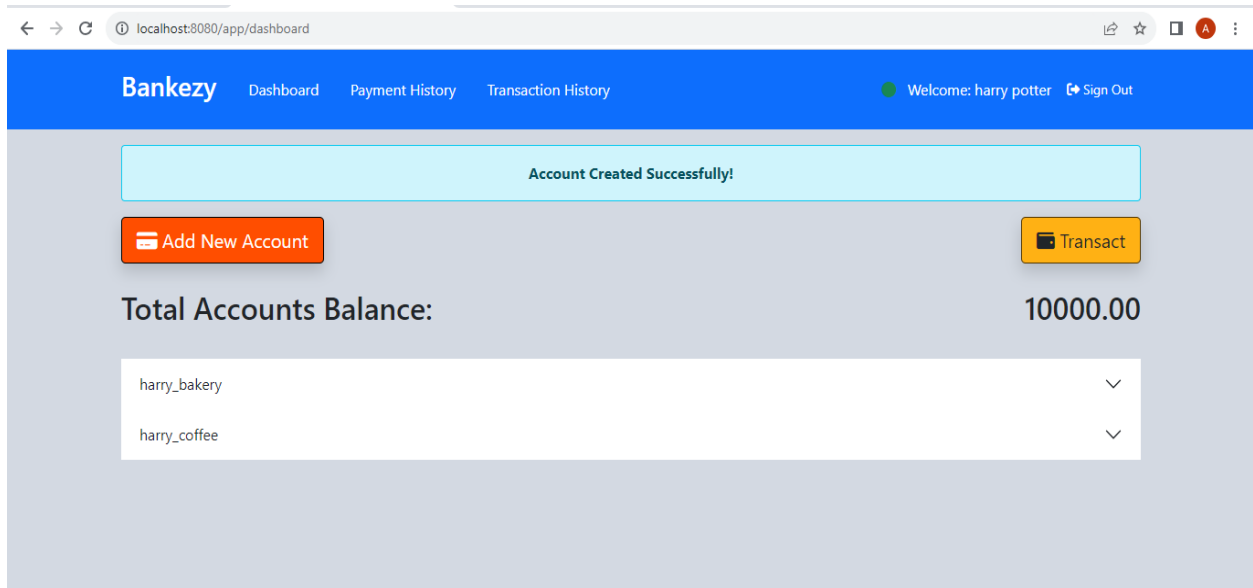 localhost:8080/app/dashboard
A
Bankezy Dashboard Payment History Transaction History Welcome: harry potter Sign Out
Account Created Successfully!
Add New Account Transact
Total Accounts Balance: 10000.00
harry_bakery
harry_coffee